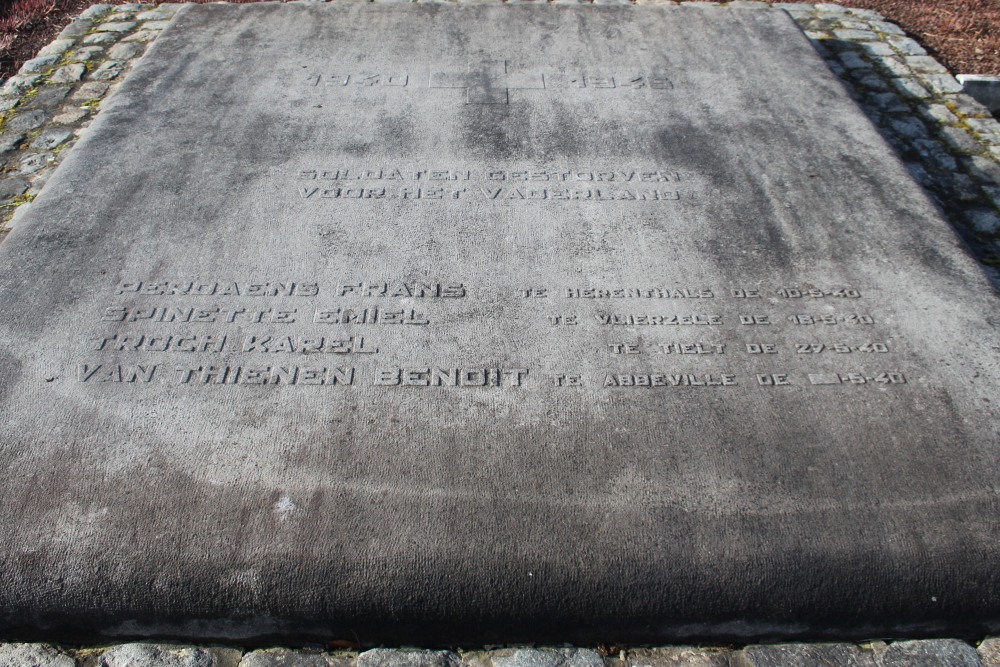 1940 1945
SOLDATEN GESTORVEN
VOOR HET VADERLAND
PERDAENS FRANS TE HERENTHALS DE 10-5-40
SPINETTE EMIEL TE VLIERZELE DE 18-5-40
TROCH KAREL TE TIELT DE 27-5-40
VAN THIENEN BENOIT TE ABBEVILLE DE